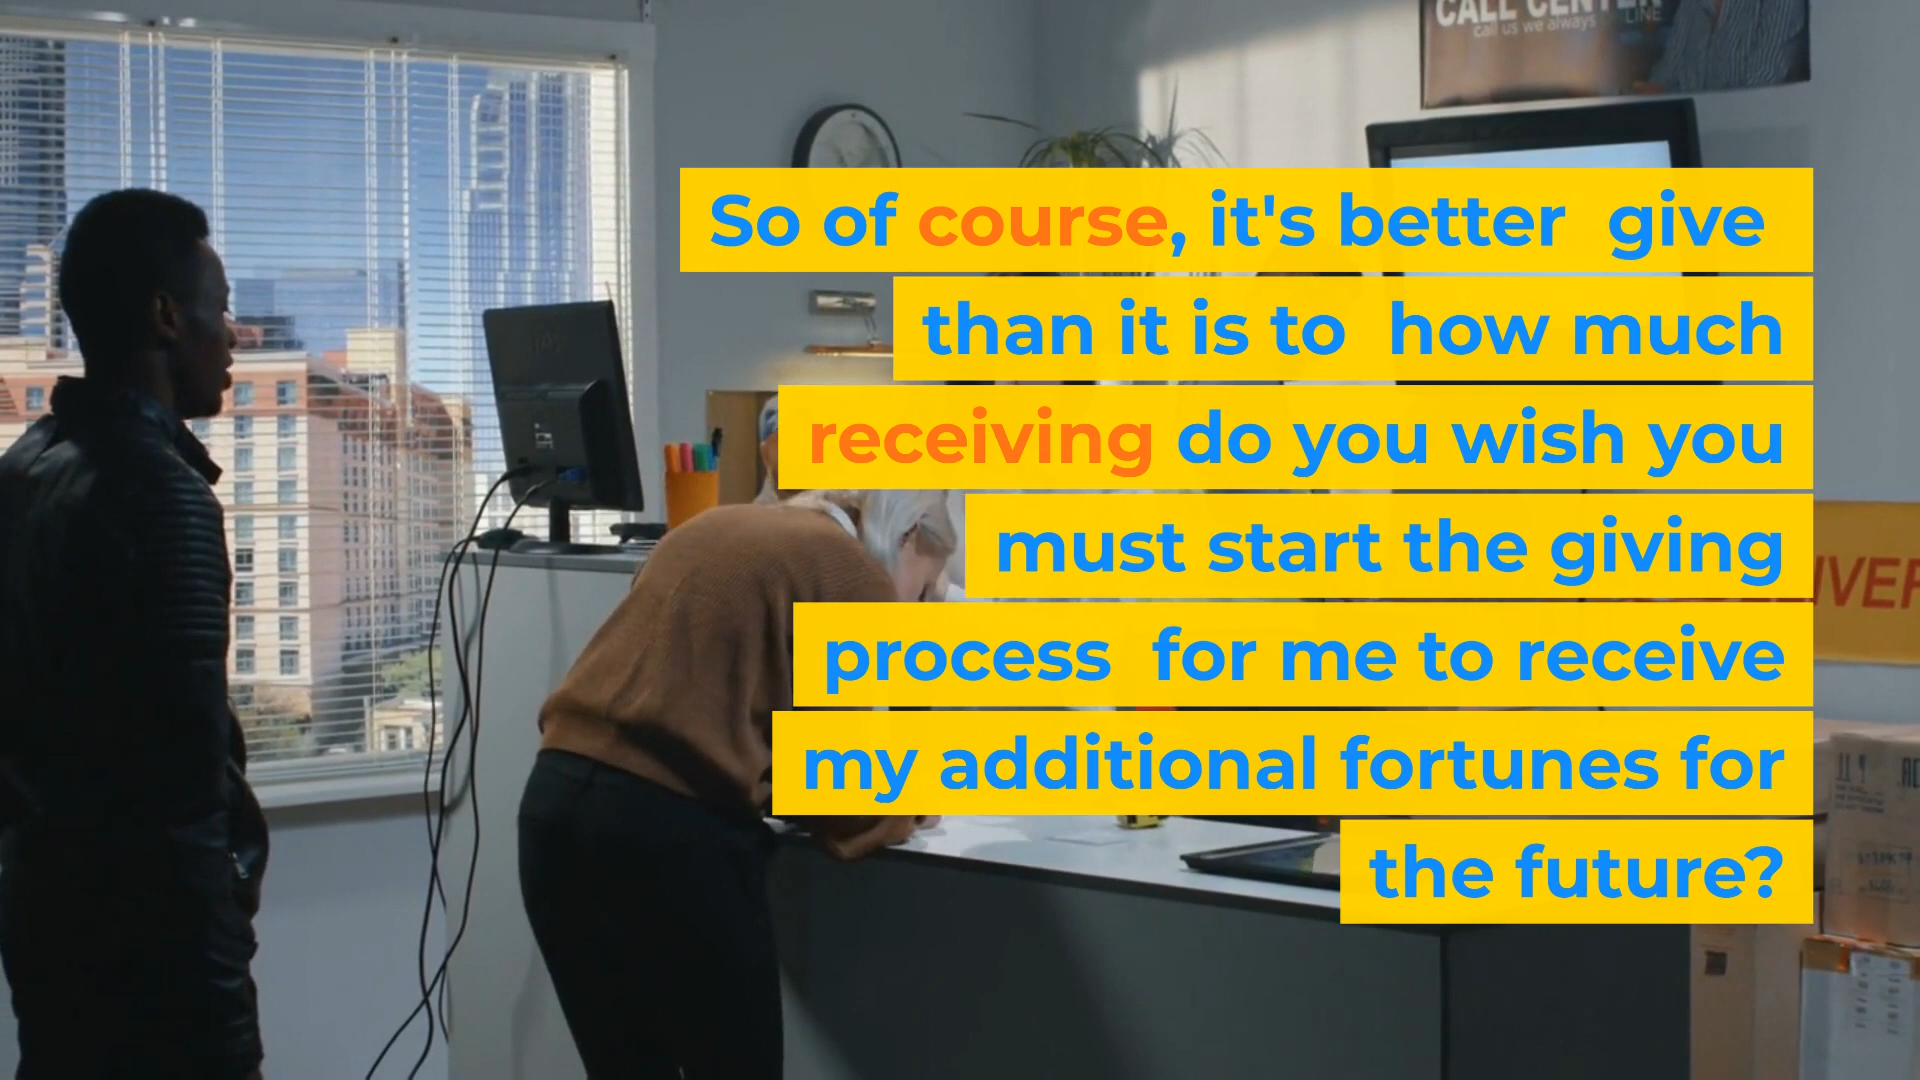 CALL CENTER
LINE
call us we always
So of course, it's better  give
than it is to  how much
receiving do you wish you
must start the giving
process  for me to receive
my additional fortunes for
the future?